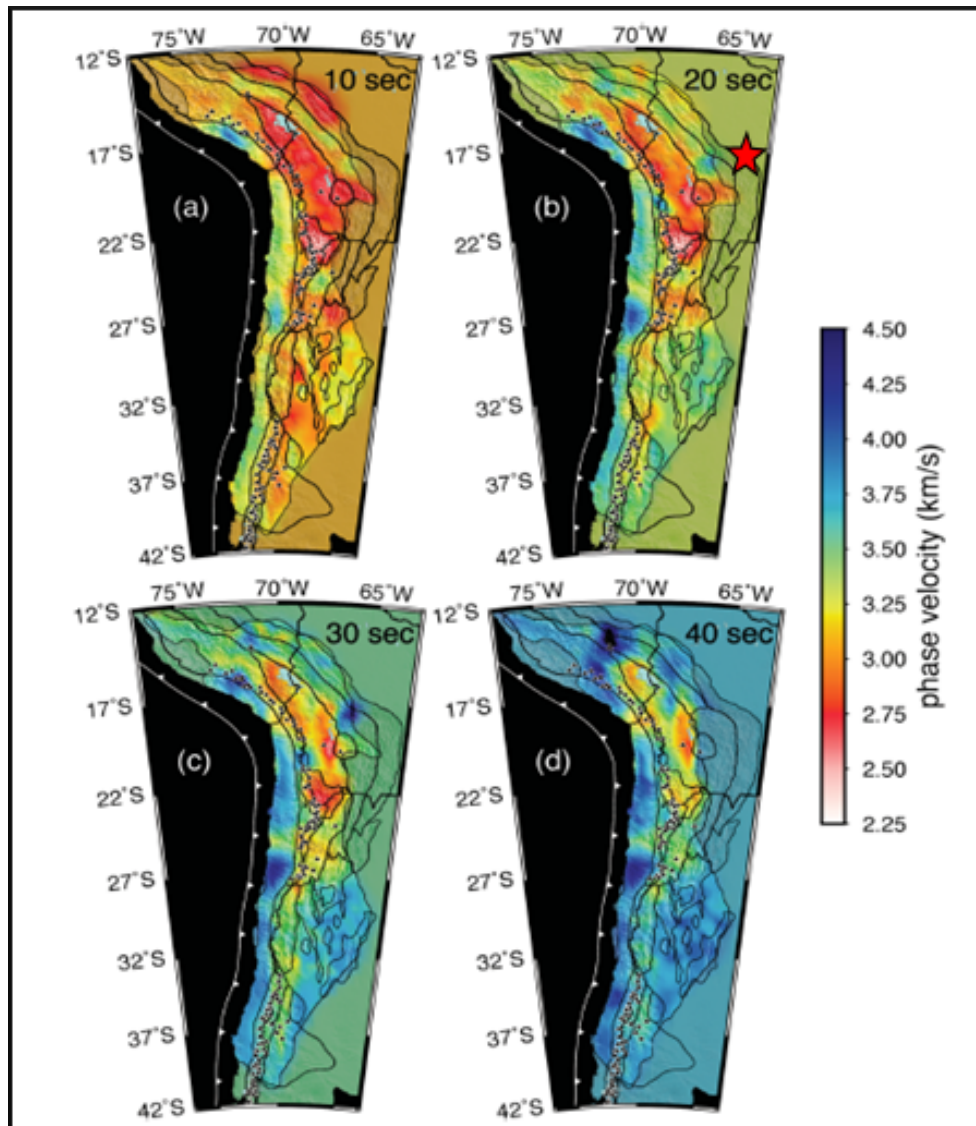 75°W 70°W 65°W 75°W 70°W 65°W
12°S 10 sec 12°S 20 sec
17°S 17°S
(a) (b)
22°S 22°S
27°S 27°S
32°S 32°S
37°S 37°S
42°S 42°S
75°W 70°W 65°W 75°W 70°W 65°W
12°S 30 sec 12°S 40 sec
17°S 17°S
(c) (d)
22°S 22°S
27°S 27°S
32°S 32°S
37°S 37°S
42°S 42°S
4.50
4.25
4.00
3.75
3.50
3.25
3.00
2.75
2.50
2.25
phase velocity (km/s)